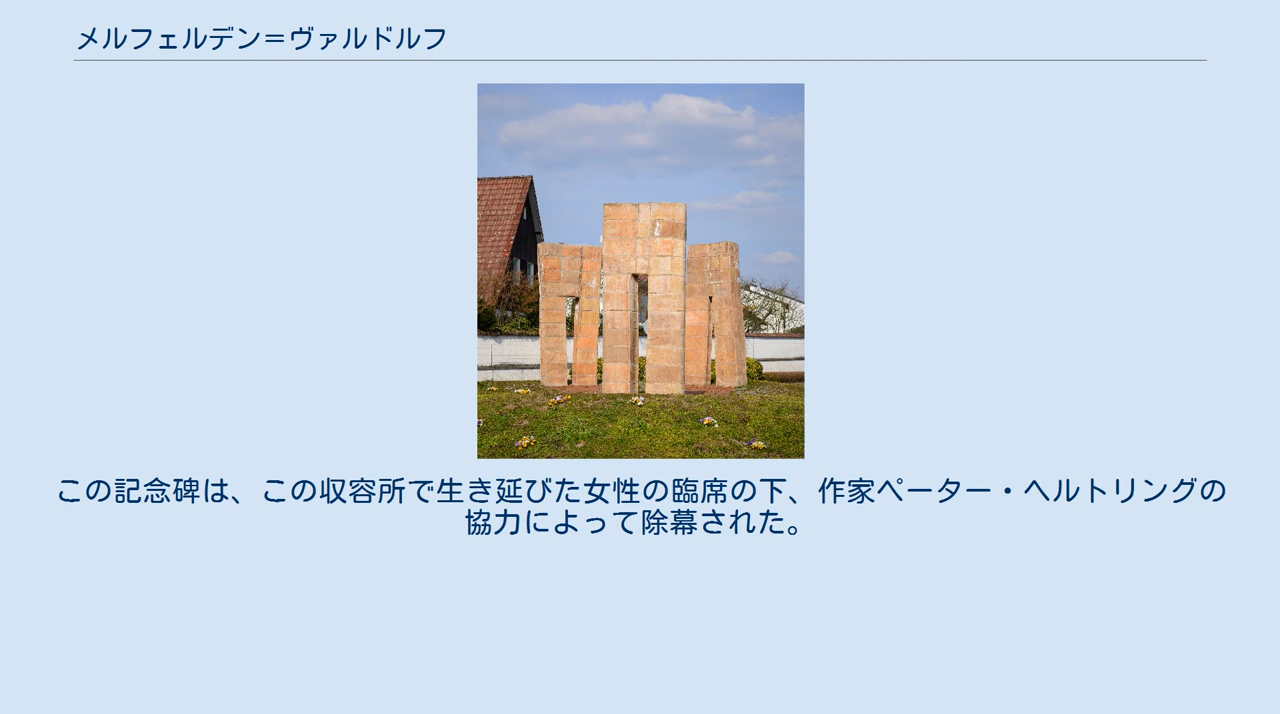 メルフェルデン＝ヴァルドルフ
この記念碑は、この収容所で生き延びた女性の臨席の下、作家ペーター・ヘルトリングの
協力によって除幕された。